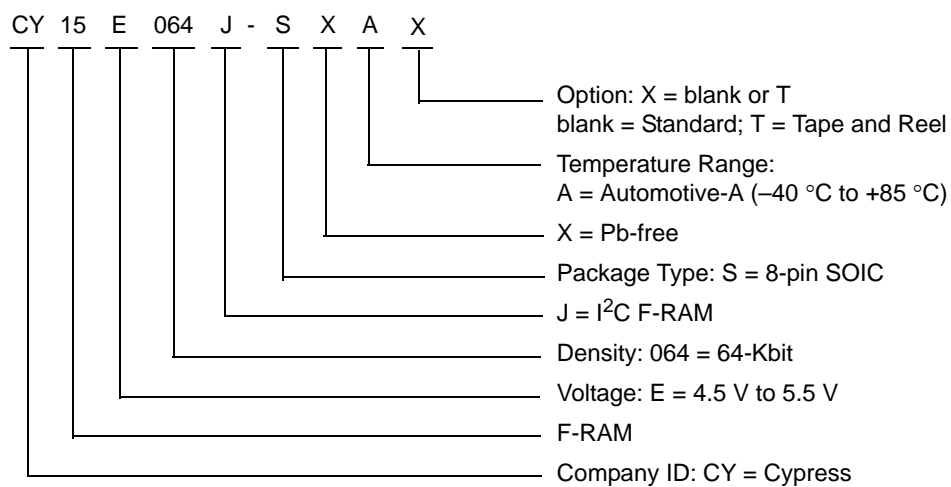 CY 15 E 064 J - S X A X
Option: X = blank or T
blank = Standard; T = Tape and Reel
Temperature Range:
A = Automotive-A (–40 °C to +85 °C)
X = Pb-free
Package Type: S = 8-pin SOIC
J = I²C F-RAM
Density: 064 = 64-Kbit
Voltage: E = 4.5 V to 5.5 V
F-RAM
Company ID: CY = Cypress